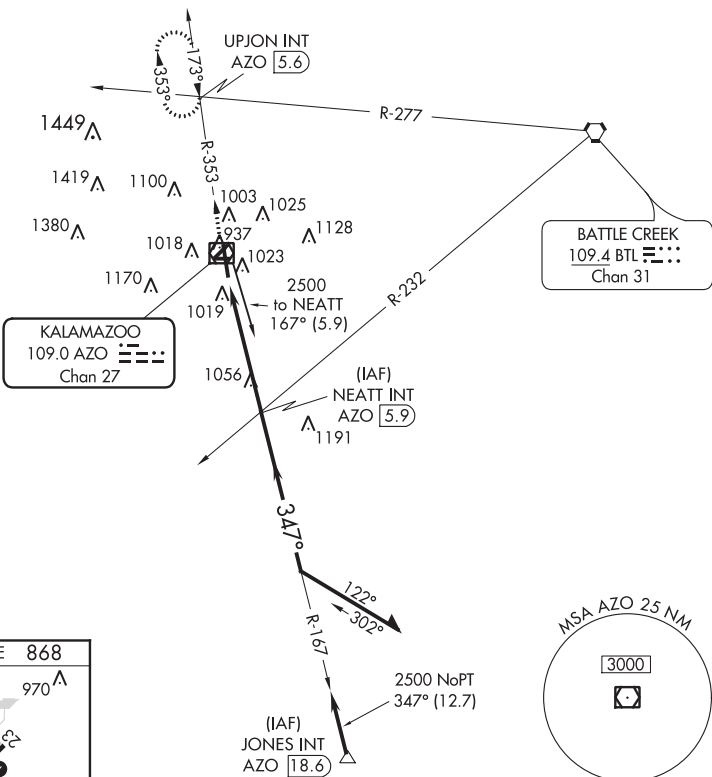 UPJON INT
AZO 5.6
173°
353°
R-277
1449
R-353
1419
1100
1003
1025
1380
937
1128
1018
1023
BATTLE CREEK
109.4 BTL
Chan 31
1170
2500
to NEATT
167° (5.9)
R-232
1019
KALAMAZOO
109.0 AZO
Chan 27
1056
(IAF)
NEATT INT
AZO 5.9
1191
347°
122°
302°
R-167
MSA AZO 25 NM
3000
E 868
970
23
2500 NoPT
347° (12.7)
(IAF)
JONES INT
AZO 18.6